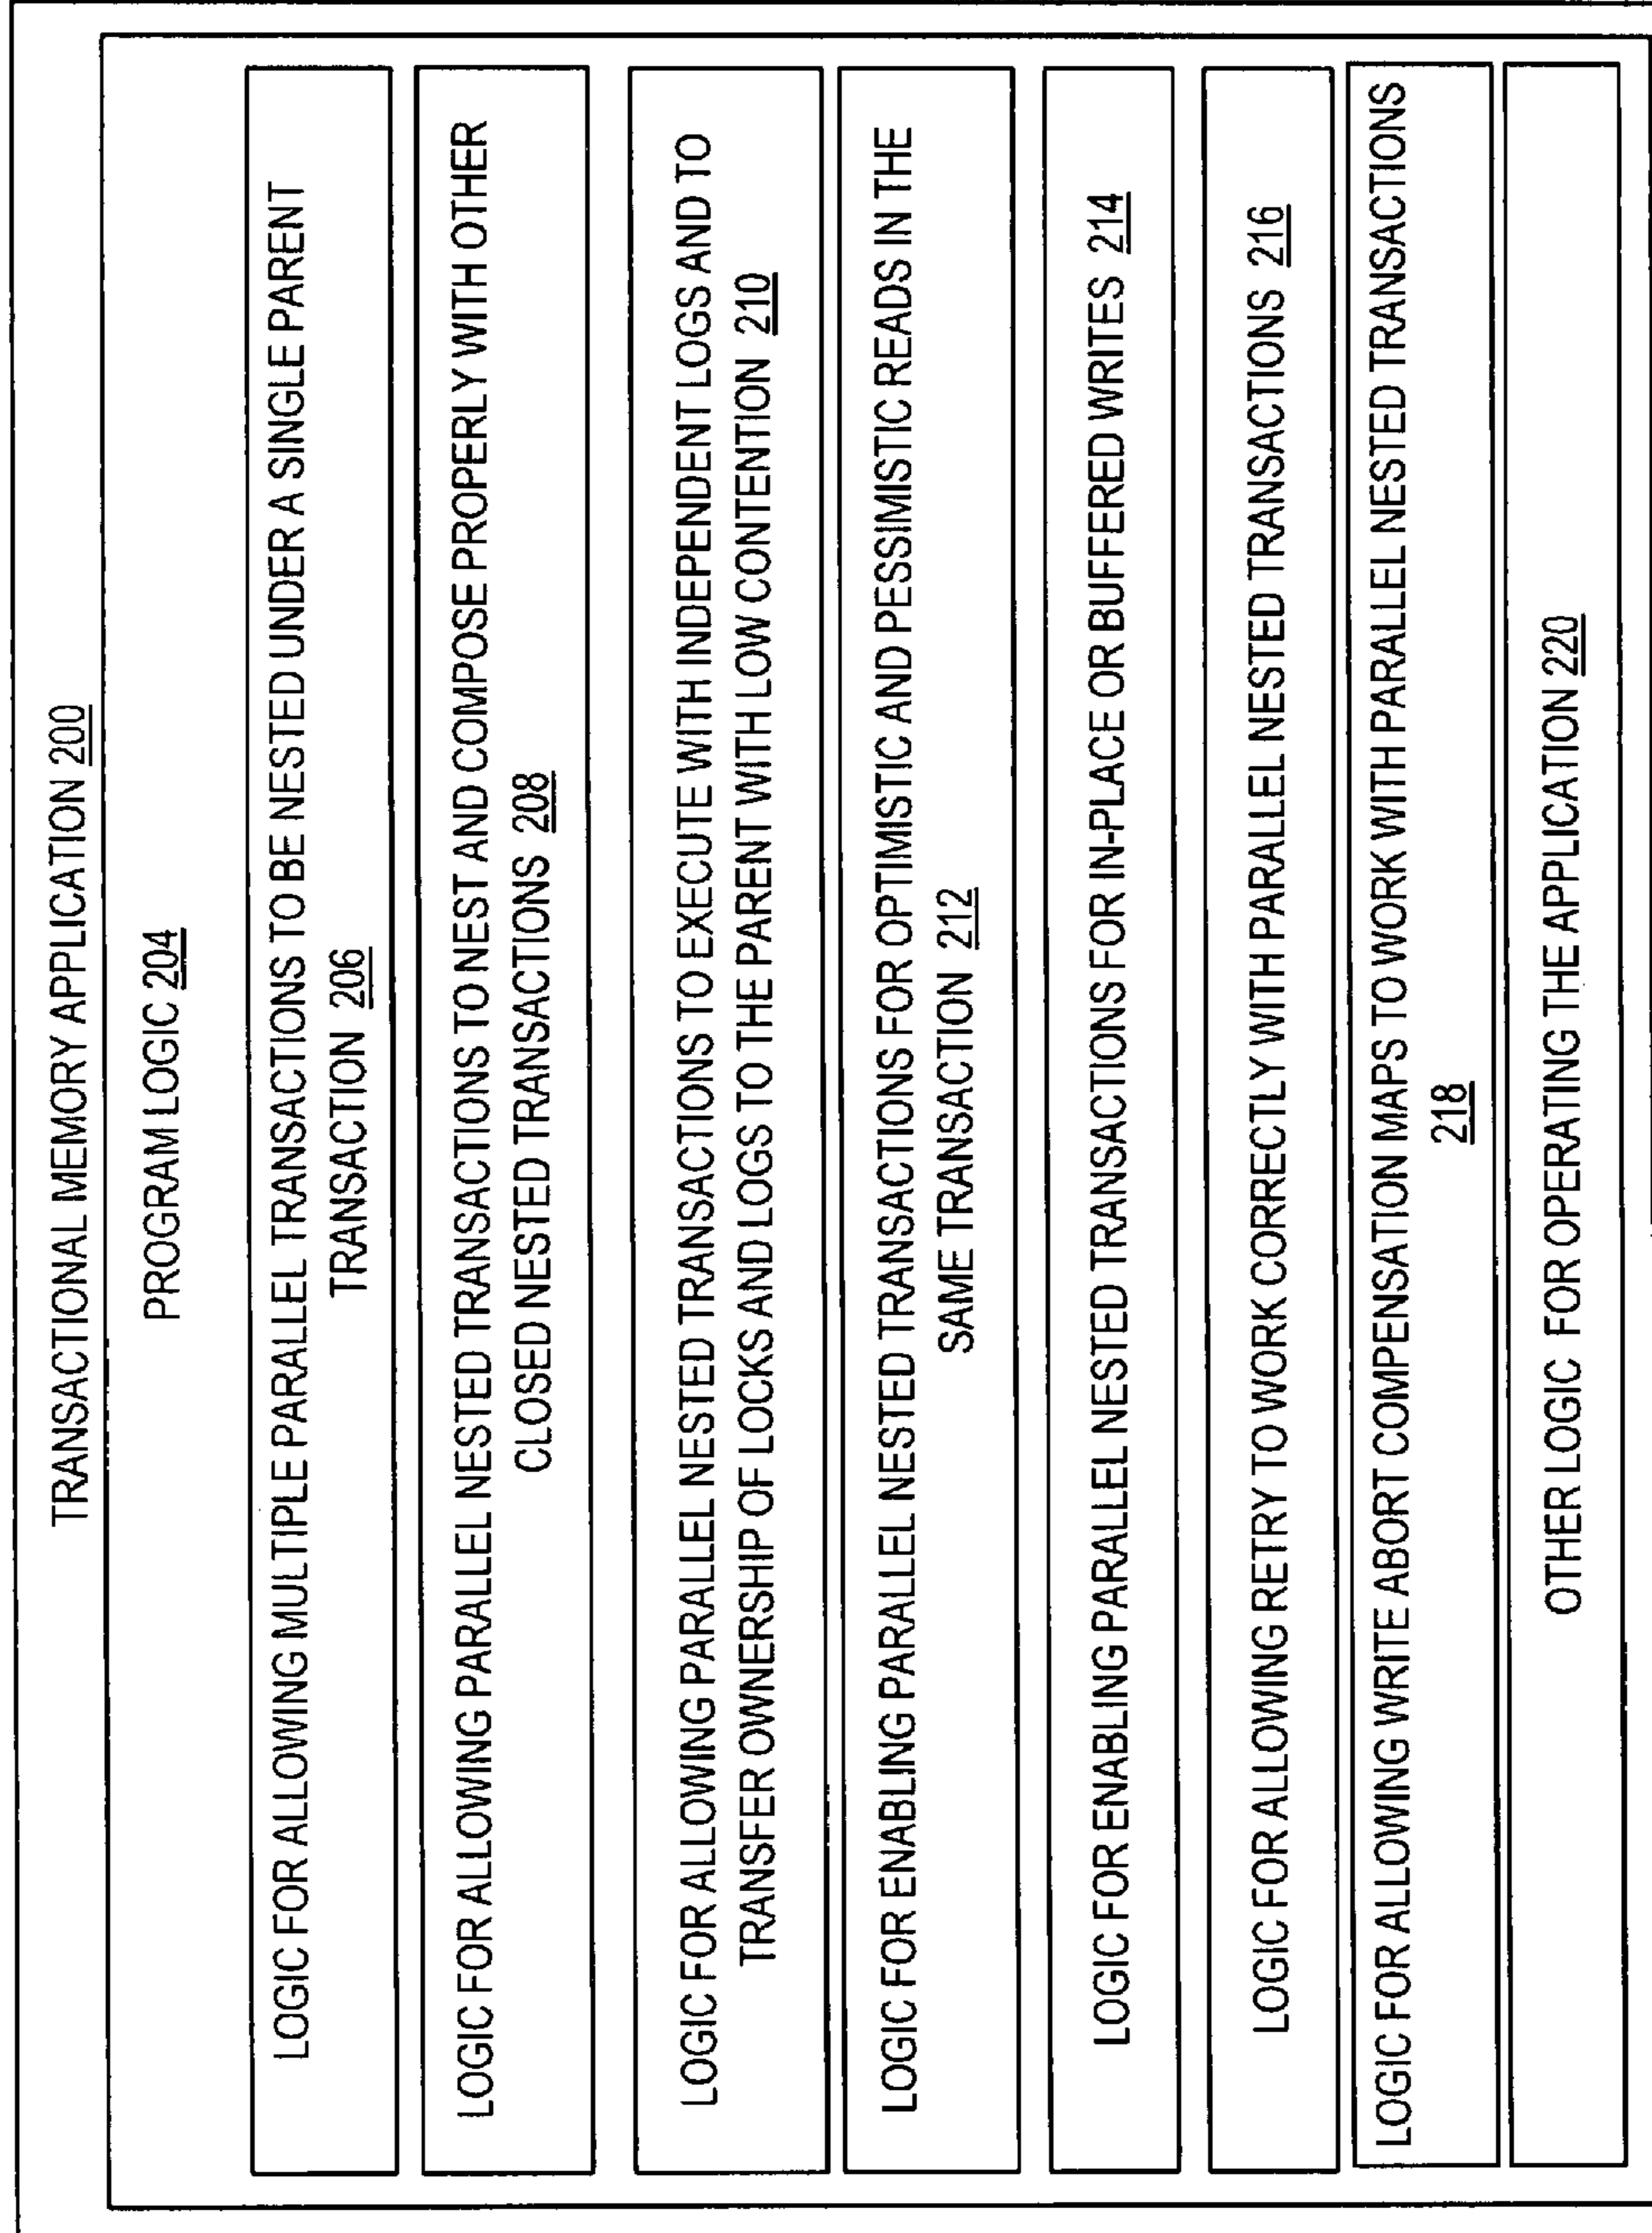 TRANSACTIONAL MEMORY APPLICATION 200
PROGRAM LOGIC 204
LOGIC FOR ALLOWING MULTIPLE PARALLEL TRANSACTIONS TO BE NESTED UNDER A SINGLE PARENT
TRANSACTION 206
LOGIC FOR ALLOWING PARALLEL NESTED TRANSACTIONS TO NEST AND COMPOSE PROPERLY WITH OTHER
CLOSED NESTED TRANSACTIONS 208
LOGIC FOR ALLOWING PARALLEL NESTED TRANSACTIONS TO EXECUTE WITH INDEPENDENT LOGS AND TO
TRANSFER OWNERSHIP OF LOCKS AND LOGS TO THE PARENT WITH LOW CONTENTION 210
LOGIC FOR ENABLING PARALLEL NESTED TRANSACTIONS FOR OPTIMISTIC AND PESSIMISTIC READS IN THE
SAME TRANSACTION 212
LOGIC FOR ENABLING PARALLEL NESTED TRANSACTIONS FOR IN-PLACE OR BUFFERED WRITES 214
LOGIC FOR ALLOWING RETRY TO WORK CORRECTLY WITH PARALLEL NESTED TRANSACTIONS 216
LOGIC FOR ALLOWING WRITE ABORT COMPENSATION MAPS TO WORK WITH PARALLEL NESTED TRANSACTIONS
218
OTHER LOGIC FOR OPERATING THE APPLICATION 220